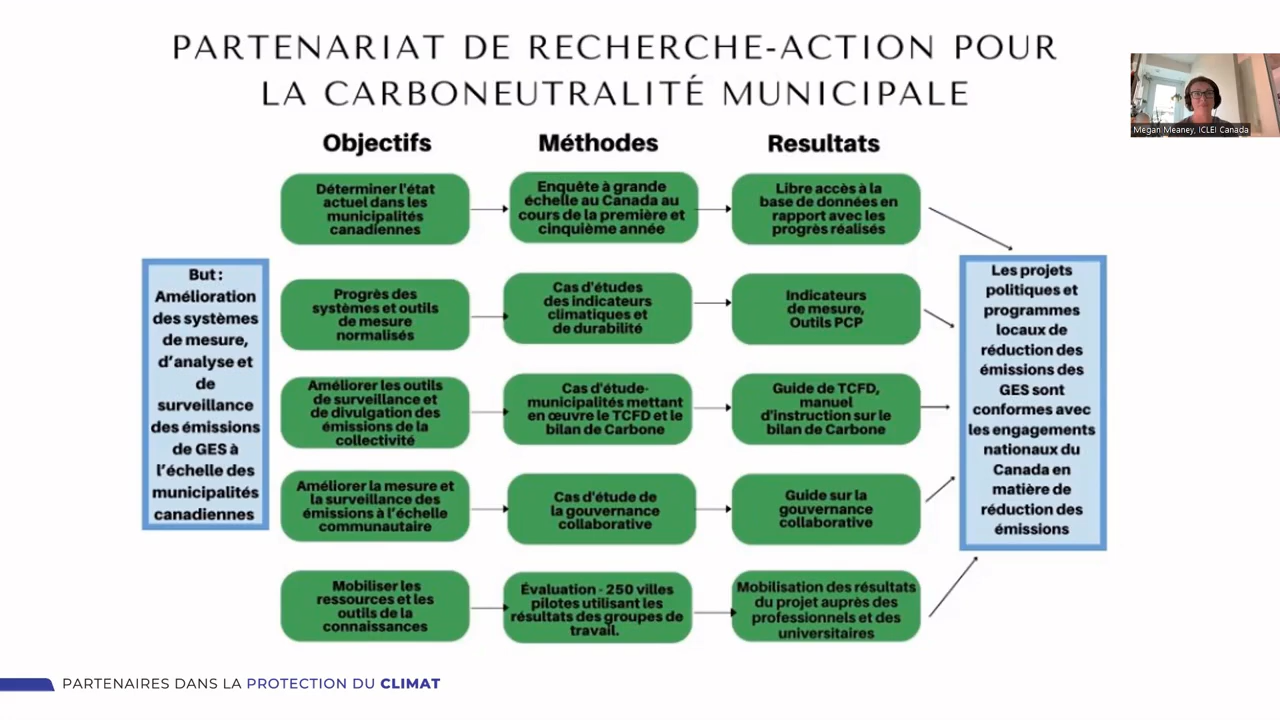 PARTENARIAT DE RECHERCHE-ACTION POUR
LA CARBONEUTRALITÉ MUNICIPALE
Megan Meaney, ICLEI Canada
Objectifs
Méthodes
Resultats
But :
Amélioration
des systèmes
de mesure,
d'analyse et
de
surveillance
des émissions
de GES à
l'échelle des
municipalités
canadiennes
Déterminer l'état
actuel dans les
municipalités
canadiennes
Enquête à grande
échelle au Canada au
cours de la première et
cinquième année
Libre accès à la
base de données en
rapport avec les
progrès réalisés
Progrès des
systèmes et outils
de mesure
normalisés
Cas d'études
des indicateurs
climatiques et
de durabilité
Indicateurs
de mesure,
Outils PCP
Améliorer les outils
de surveillance et
de divulgation des
émissions de la
collectivité
Cas d'étude-
municipalités mettant
en œuvre le TCFD et le
bilan de Carbone
Guide de TCFD,
manuel
d'instruction sur le
bilan de Carbone
Améliorer la mesure et
la surveillance des
émissions à l'échelle
communautaire
Cas d'étude de
la gouvernance
collaborative
Guide sur la
gouvernance
collaborative
Mobiliser les
ressources et les
outils de la
connaissances
Évaluation - 250 villes
pilotes utilisant les
résultats des groupes de
travail.
Mobilisation des résultats
du projet auprès des
professionnels et des
universitaires
Les projets
politiques et
programmes
locaux de
réduction des
émissions des
GES sont
conformes avec
les engagements
nationaux du
Canada en
matière de
réduction des
émissions
PARTENAIRES DANS LA PROTECTION DU CLIMAT